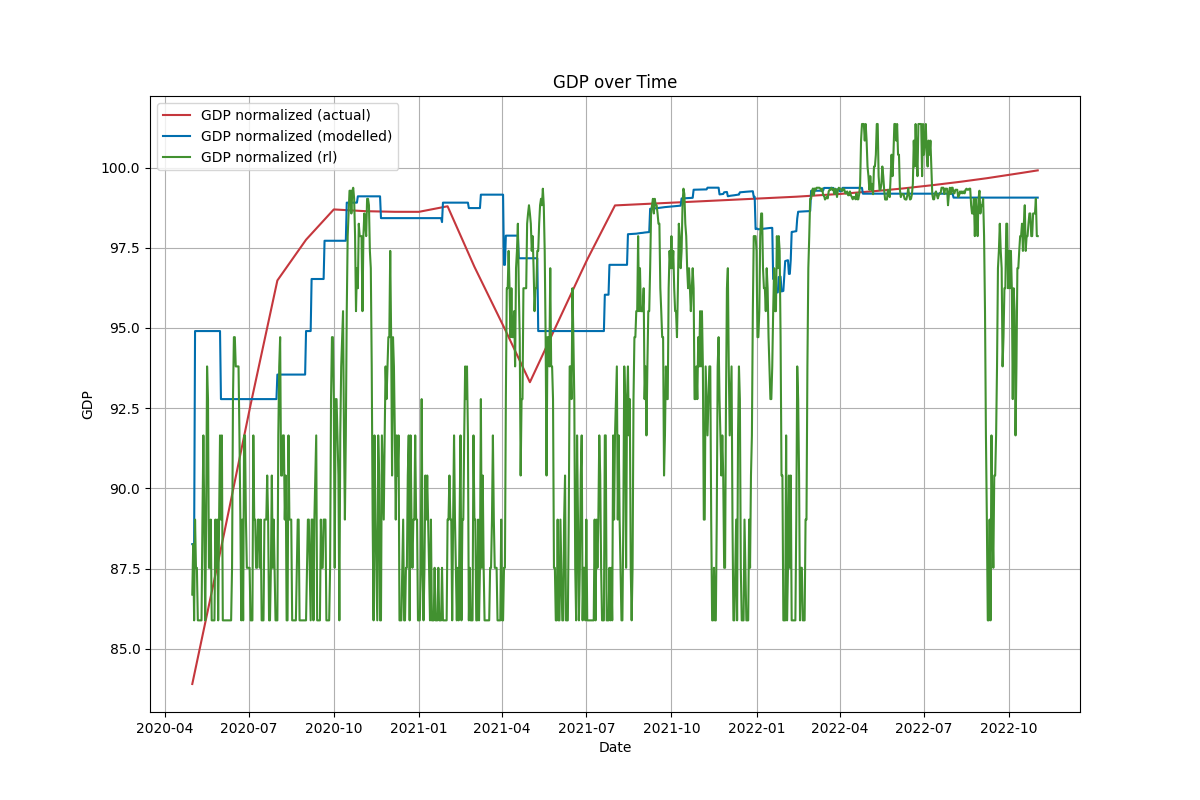 GDP over Time
GDP normalized (actual)
GDP normalized (modelled)
GDP normalized (rl)
100.0
97.5
95.0
92.5
90.0
87.5
85.0
GDP
2020-04 2020-07 2020-10 2021-01 2021-04 2021-07 2021-10 2022-01 2022-04 2022-07 2022-10
Date